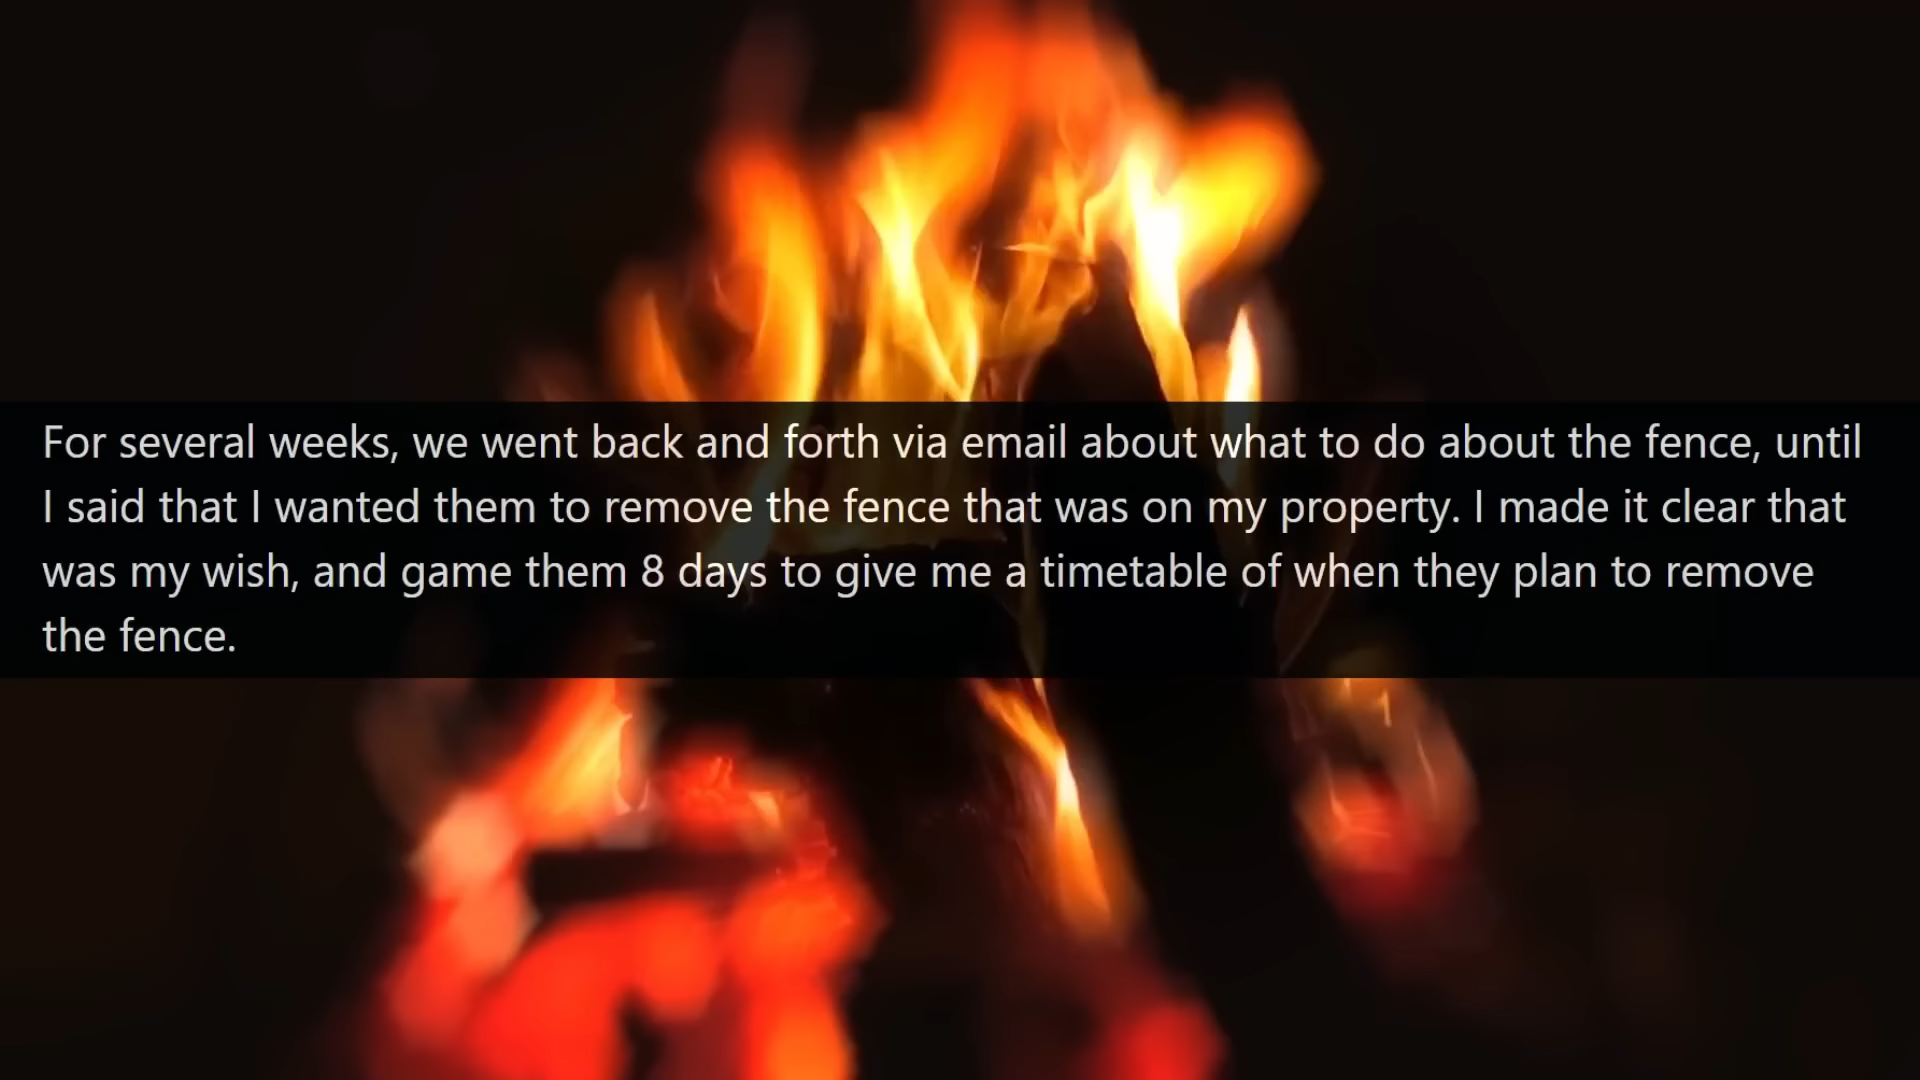 For several weeks, we went back and forth via email about what to do about the fence, until
I said that I wanted them to remove the fence that was on my property. I made it clear that
was my wish, and game them 8 days to give me a timetable of when they plan to remove
the fence.